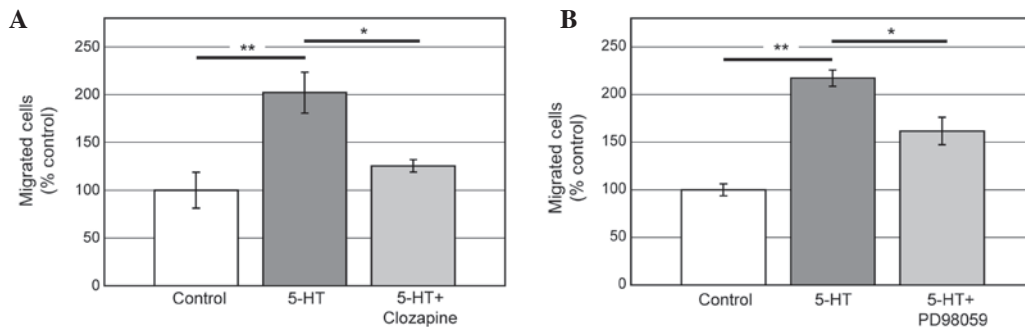 A
Migrated cells
(% control)
250
200
150
100
50
0
**
*
Control
5-HT
5-HT+
Clozapine
B
Migrated cells
(% control)
250
200
150
100
50
0
**
*
Control
5-HT
5-HT+
PD98059